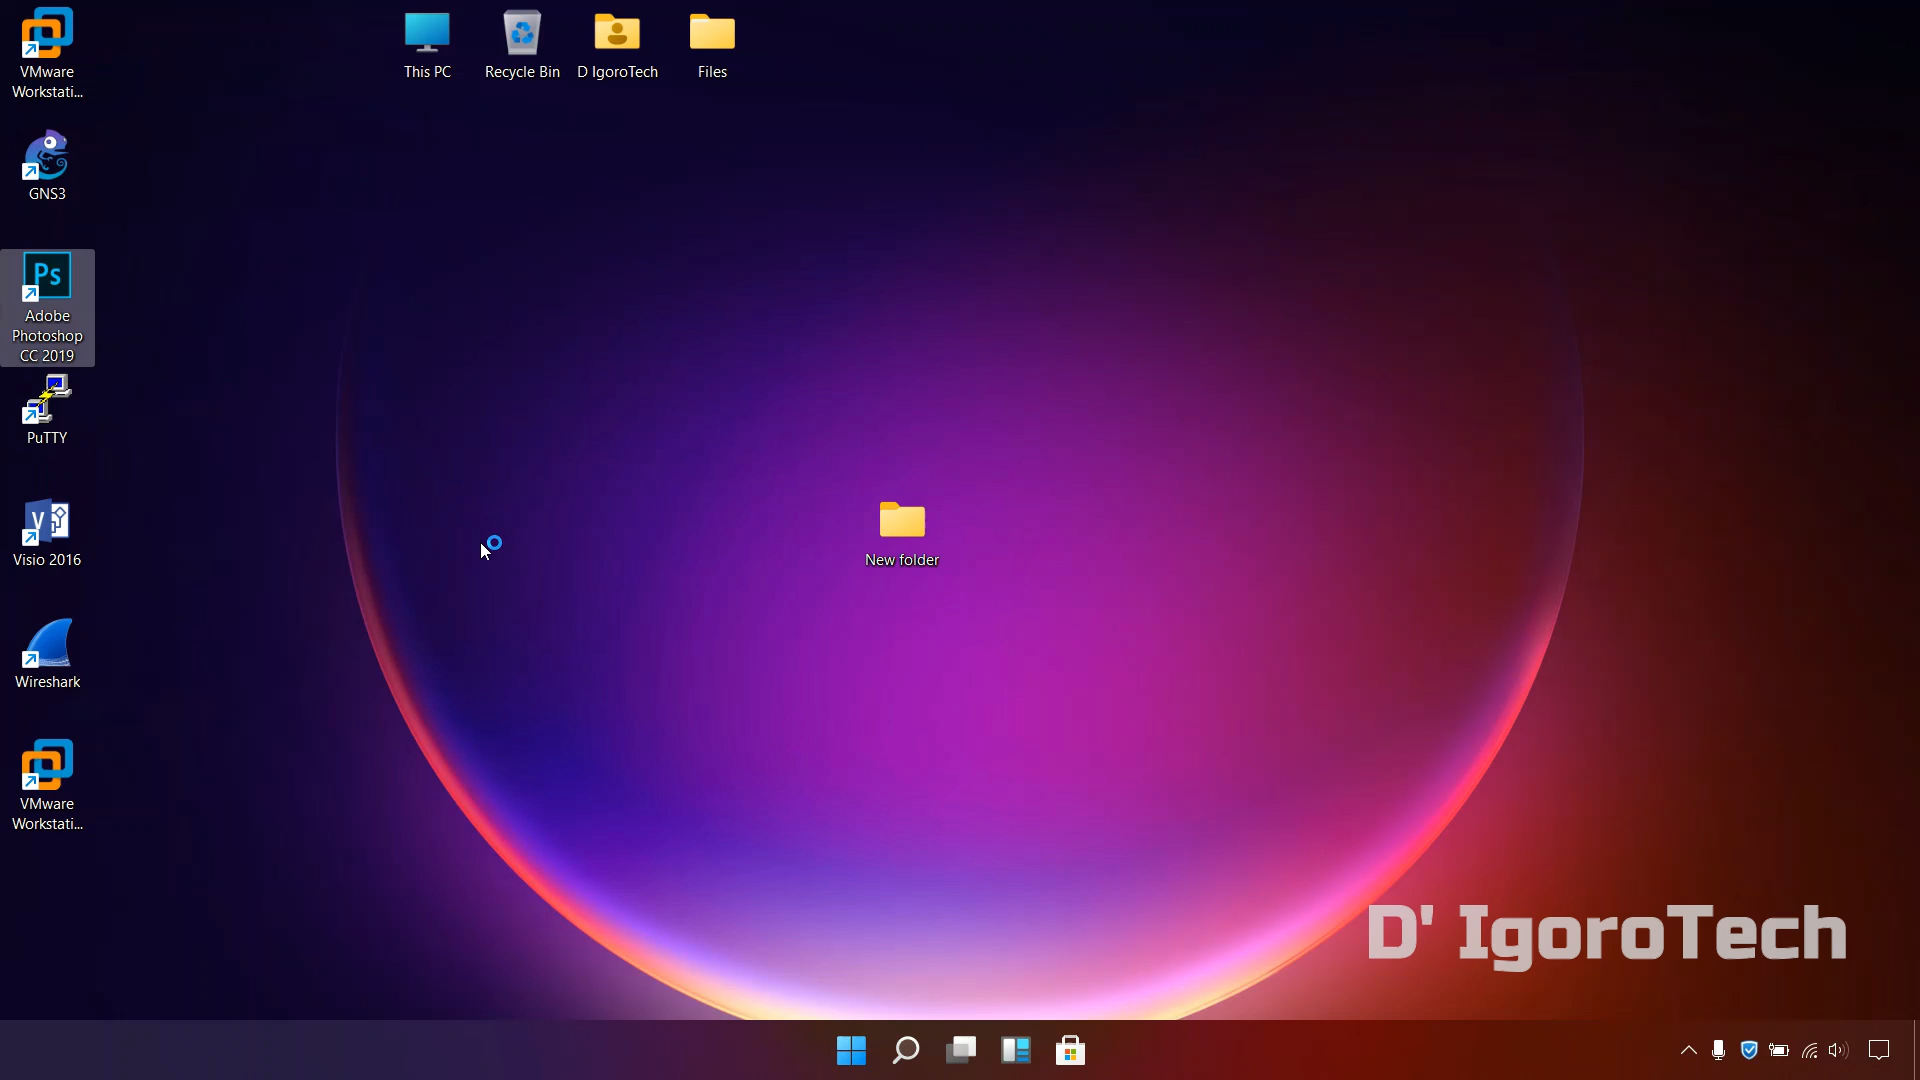 VMware
Workstati...
This PC
Recycle Bin
D IgoroTech
Files
GNS3
Ps
Adobe
Photoshop
CC 2019
PuTTY
V
Visio 2016
New folder
Wireshark
VMware
Workstati...
D' IgoroTech